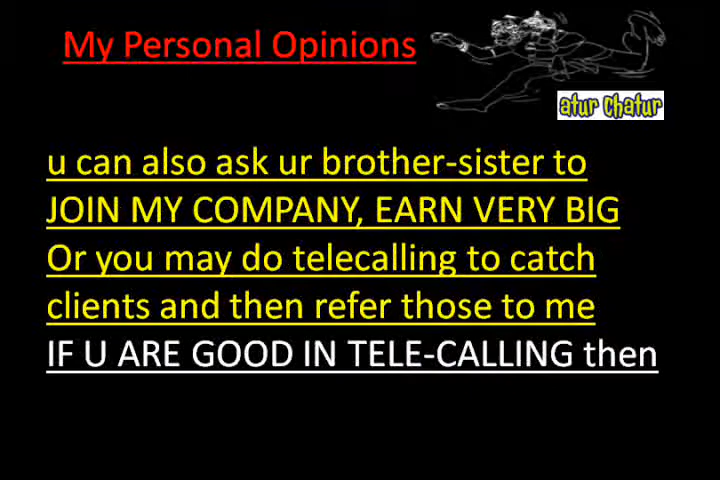 My Personal Opinions
atur chatur
u can also ask ur brother-sister to
JOIN MY COMPANY, EARN VERY BIG
Or you may do telecalling to catch
clients and then refer those to me
IF U ARE GOOD IN TELE-CALLING then